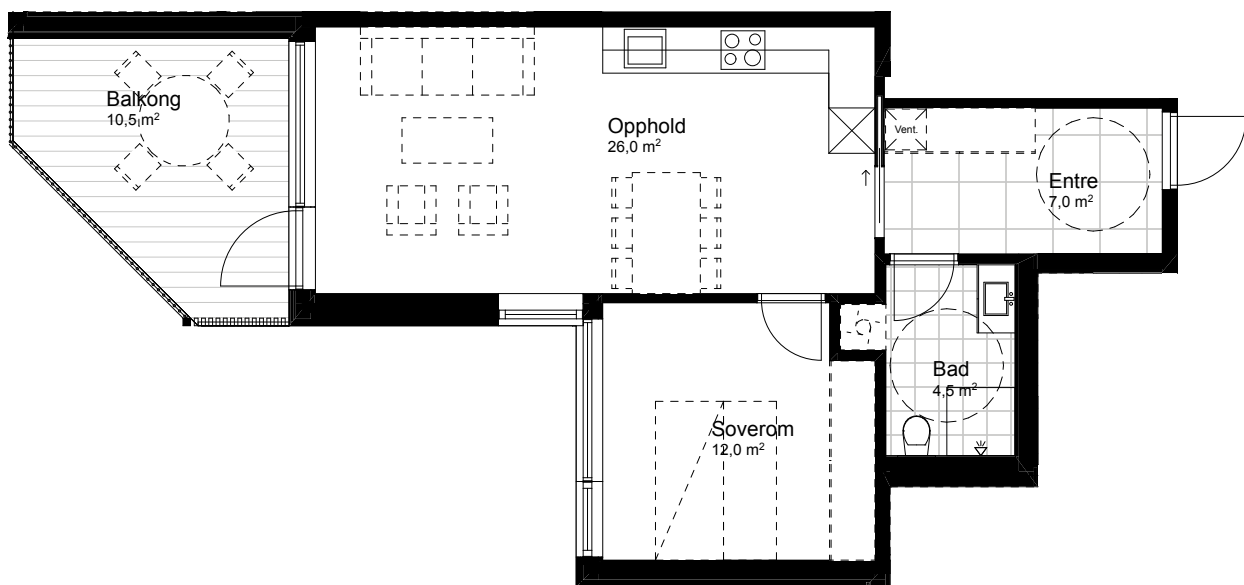 Balkong
10,5 m²
Opphold
26,0 m²
Vent.
Entre
7,0 m²
Bad
4,5 m²
Soverom
12,0 m²